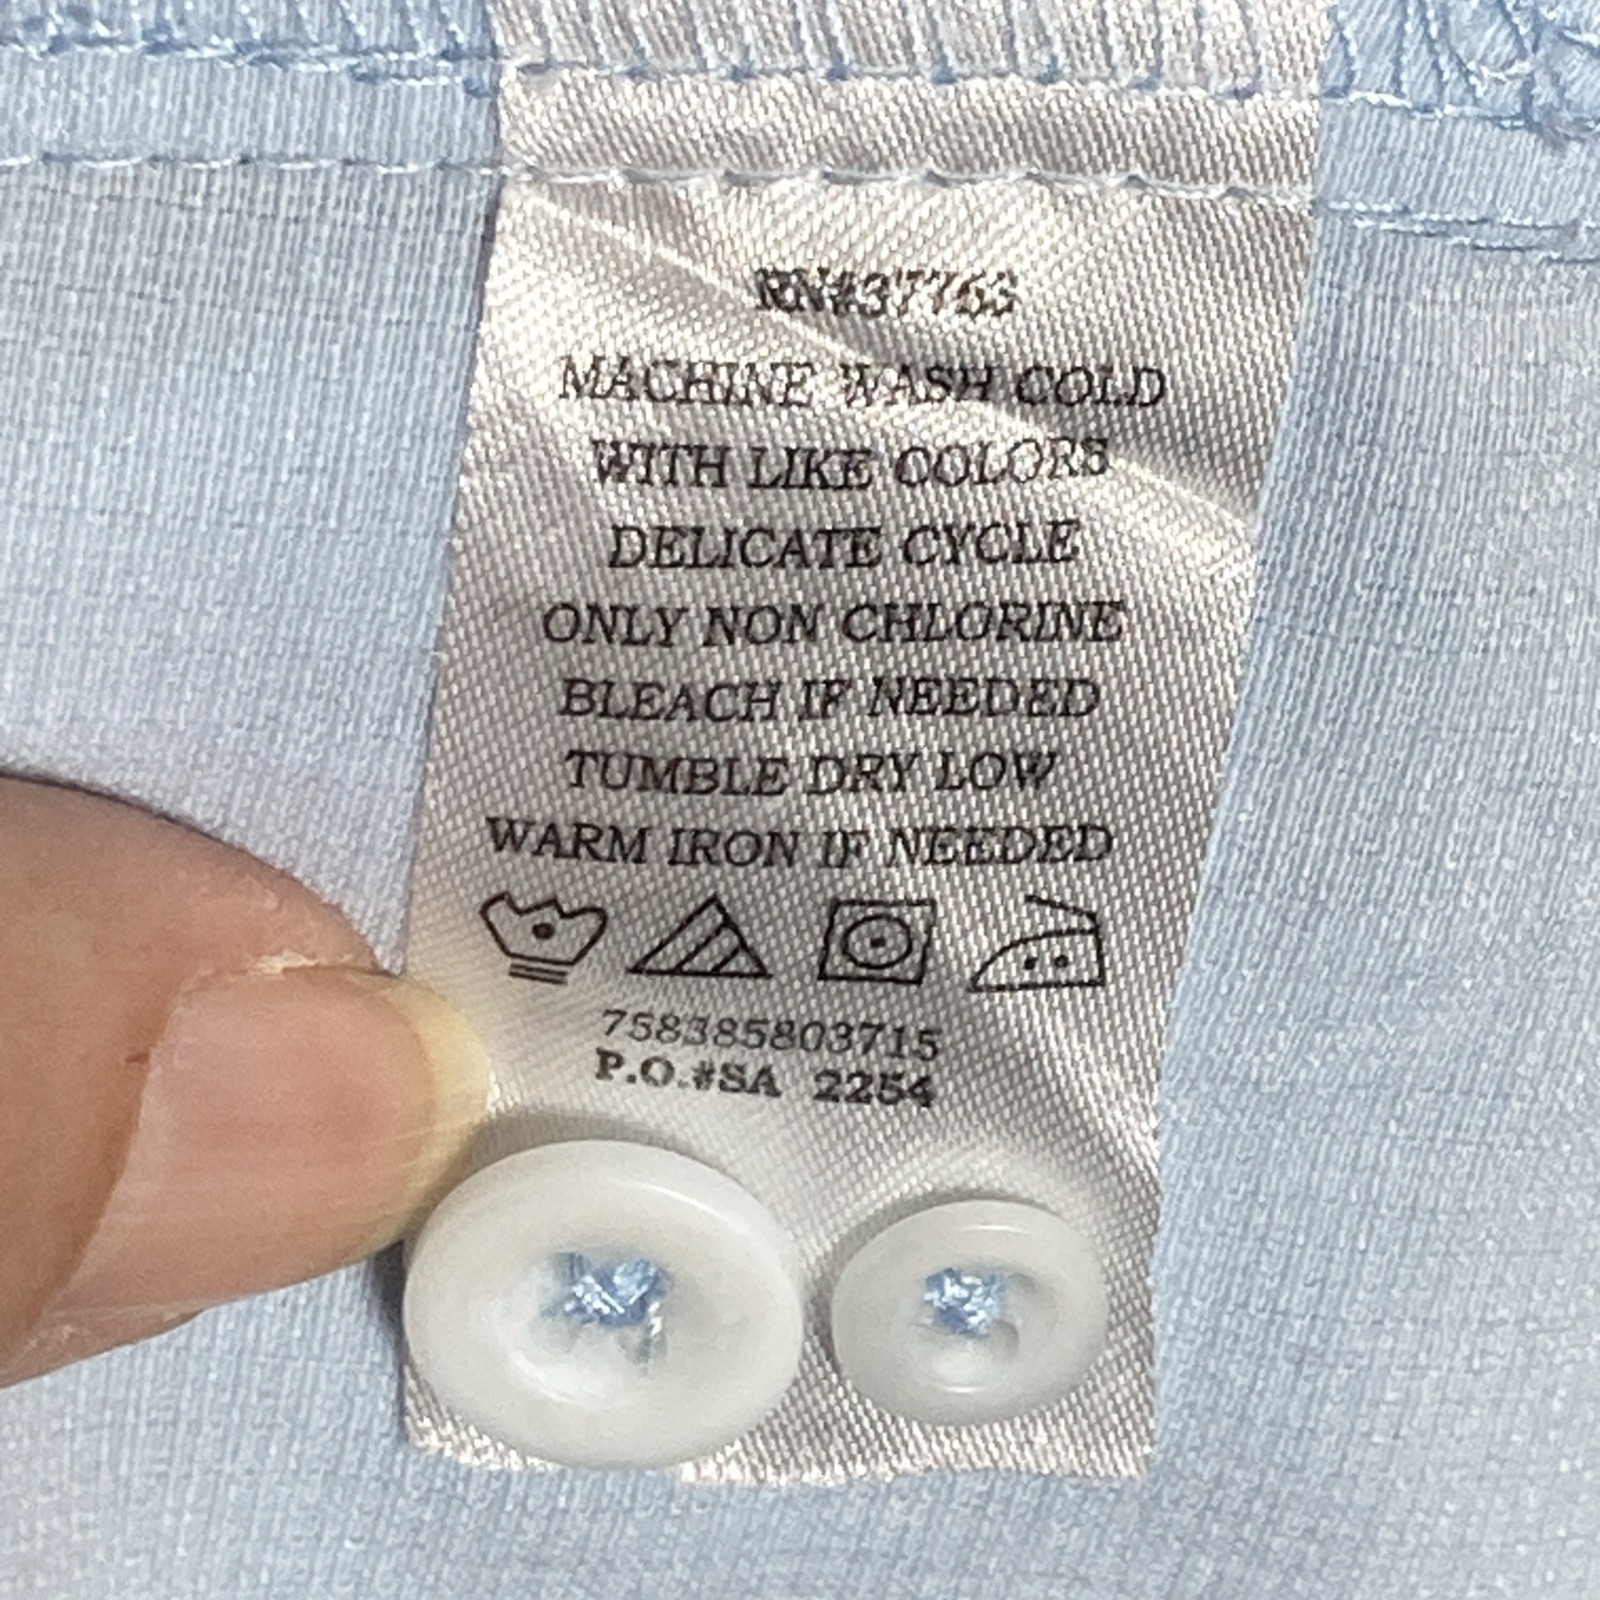 RN#37763
MACHINE WASH COLD
WITH LIKE COLORS
DELICATE CYCLE
ONLY NON CHLORINE
BLEACH IF NEEDED
TUMBLE DRY LOW
WARM IRON IF NEEDED
758385803715
P.O.#SA 2254